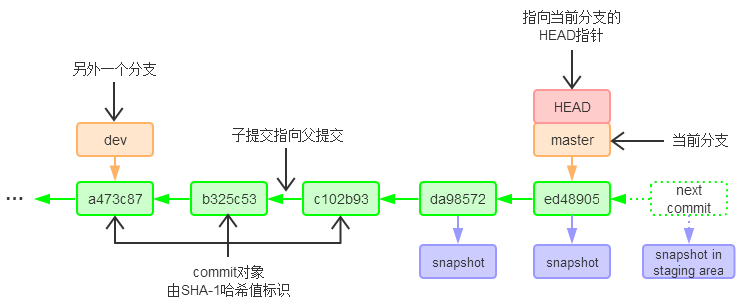 指向当前分支的
HEAD指针
另外一个分支
HEAD
dev
子提交指向父提交
master
当前分支
...
a473c87
b325c53
c102b93
da98572
ed48905
next
commit
snapshot
snapshot
snapshot in
staging area
commit对象
由SHA-1哈希值标识